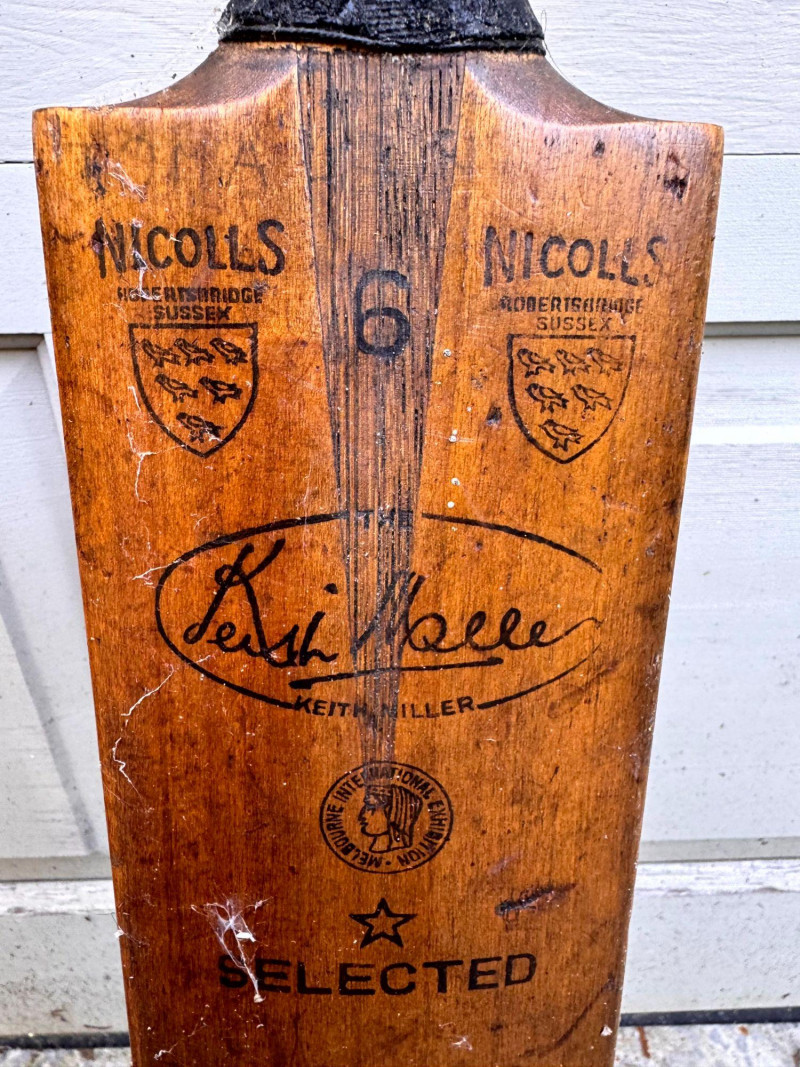 NICOLLS
ROBERTSBRIDGE
SUSSEX
6
NICOLLS
ROBERTSBRIDGE
SUSSEX
THE
Keith Miller
KEITH MILLER
MELBOURNE INTERNATIONAL EXHIBITION
SELECTED